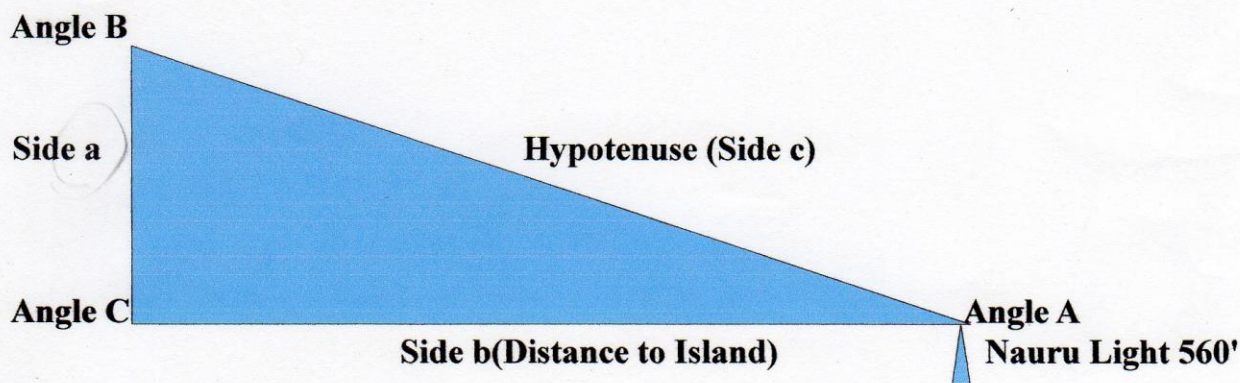 Angle B
Side a
Hypotenuse (Side c)
Angle C
Angle A
Side b(Distance to Island)
Nauru Light 560'